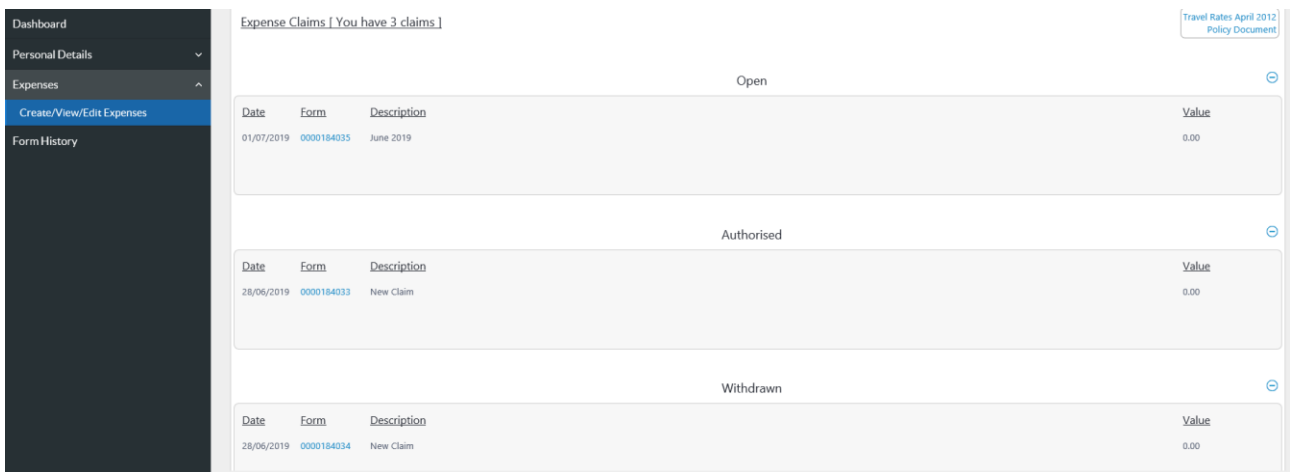 Dashboard
Personal Details
Expenses
Create/View/Edit Expenses
Form History
Expense Claims [ You have 3 claims ]
Travel Rates April 2012
Policy Document
Open
Date Form Description Value
01/07/2019 0000184035 June 2019 0.00
Authorised
Date Form Description Value
28/06/2019 0000184033 New Claim 0.00
Withdrawn
Date Form Description Value
28/06/2019 0000184034 New Claim 0.00